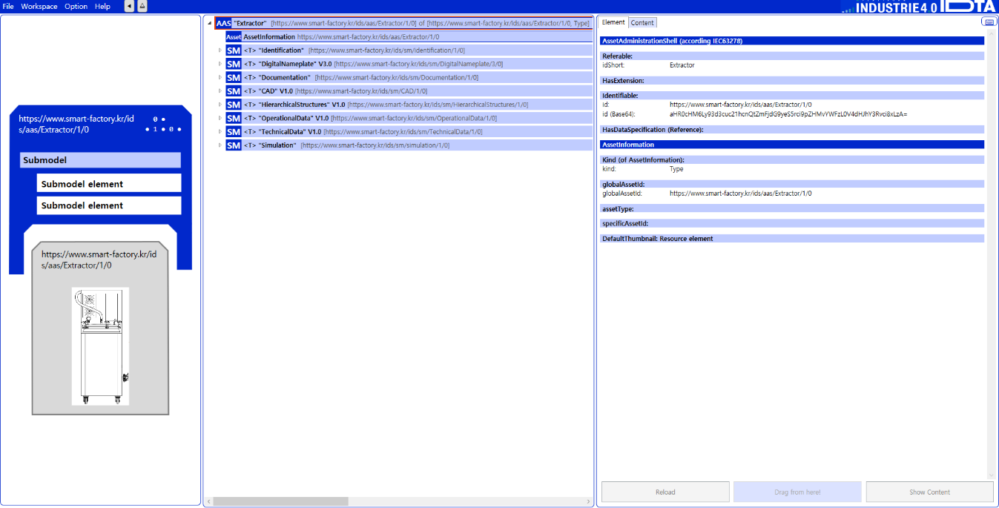 File Workspace Option Help
INDUSTRIE4.0 IDTA
https://www.smart-factory.kr/id
s/aas/Extractor/1/0
0
1 0
Submodel
Submodel element
Submodel element
https://www.smart-factory.kr/id
s/aas/Extractor/1/0
AAS "Extractor" [https://www.smart-factory.kr/ids/aas/Extractor/1/0] of [https://www.smart-factory.kr/ids/aas/Extractor/1/0, Type]
Asset AssetInformation https://www.smart-factory.kr/ids/aas/Extractor/1/0
SM <T> "Identification" [https://www.smart-factory.kr/ids/sm/identification/1/0]
SM <T> "DigitalNameplate" V3.0 [https://www.smart-factory.kr/ids/sm/DigitalNameplate/3/0]
SM <T> "Documentation" [https://www.smart-factory.kr/ids/sm/Documentation/1/0]
SM <T> "CAD" V1.0 [https://www.smart-factory.kr/ids/sm/CAD/1/0]
SM <T> "HierarchicalStructures" V1.0 [https://www.smart-factory.kr/ids/sm/HierarchicalStructures/1/0]
SM <T> "OperationalData" V1.0 [https://www.smart-factory.kr/ids/sm/OperationalData/1/0]
SM <T> "TechnicalData" V1.0 [https://www.smart-factory.kr/ids/sm/TechnicalData/1/0]
SM <T> "Simulation" [https://www.smart-factory.kr/ids/sm/simulation/1/0]
Element Content
AssetAdministrationShell (according IEC63278)
Referable:
idShort: Extractor
HasExtension:
Identifiable:
id: https://www.smart-factory.kr/ids/aas/Extractor/1/0
id (Base64): aHR0cHM6Ly93d3cuc21hcnQtZmFjdG9yeS5rci9pZHMvYWFzL0V4dHJhY3Rvci8xLzA=
HasDataSpecification (Reference):
AssetInformation
Kind (of AssetInformation):
kind: Type
globalAssetId:
globalAssetId: https://www.smart-factory.kr/ids/aas/Extractor/1/0
assetType:
specificAssetId:
DefaultThumbnail: Resource element
Reload Drag from here! Show Content